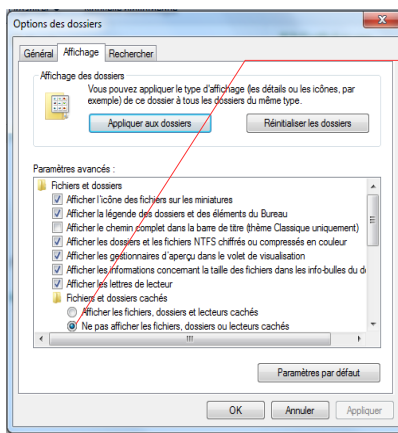 Options des dossiers
Général Affichage Rechercher
Affichage des dossiers
Vous pouvez appliquer le type d'affichage (les détails ou les icônes, par
exemple) de ce dossier à tous les dossiers du même type.
Appliquer aux dossiers Réinitialiser les dossiers
Paramètres avancés :
Fichiers et dossiers
Afficher l'icône des fichiers sur les miniatures
Afficher la légende des dossiers et des éléments du Bureau
Afficher le chemin complet dans la barre de titre (thème Classique uniquement)
Afficher les dossiers et les fichiers NTFS chiffrés ou compressés en couleur
Afficher les gestionnaires d'aperçu dans le volet de visualisation
Afficher les informations concernant la taille des fichiers dans les info-bulles du d
Afficher les lettres de lecteur
Fichiers et dossiers cachés
Afficher les fichiers, dossiers et lecteurs cachés
Ne pas afficher les fichiers, dossiers ou lecteurs cachés
Paramètres par défaut
OK Annuler Appliquer